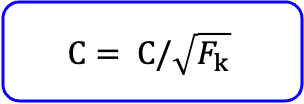 C = C/√F_k